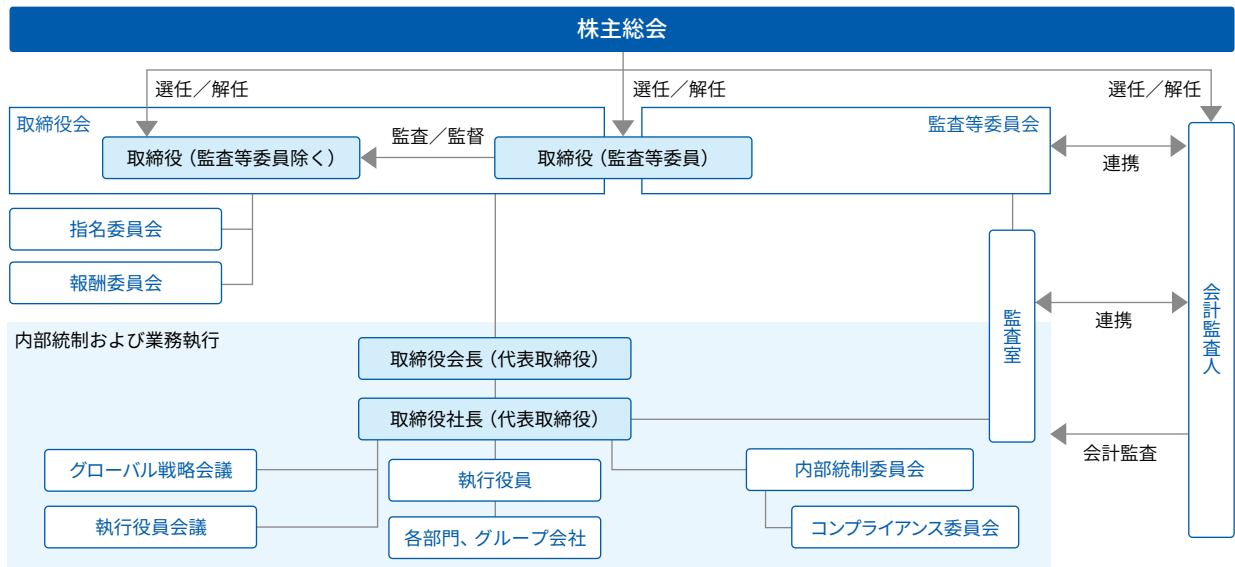 株主総会
選任／解任
選任／解任
選任／解任
取締役会
監査等委員会
取締役（監査等委員除く）
監査／監督
取締役（監査等委員）
連携
指名委員会
報酬委員会
内部統制および業務執行
取締役会長（代表取締役）
監査室
連携
会計監査人
取締役社長（代表取締役）
会計監査
グローバル戦略会議
執行役員
内部統制委員会
執行役員会議
各部門、グループ会社
コンプライアンス委員会